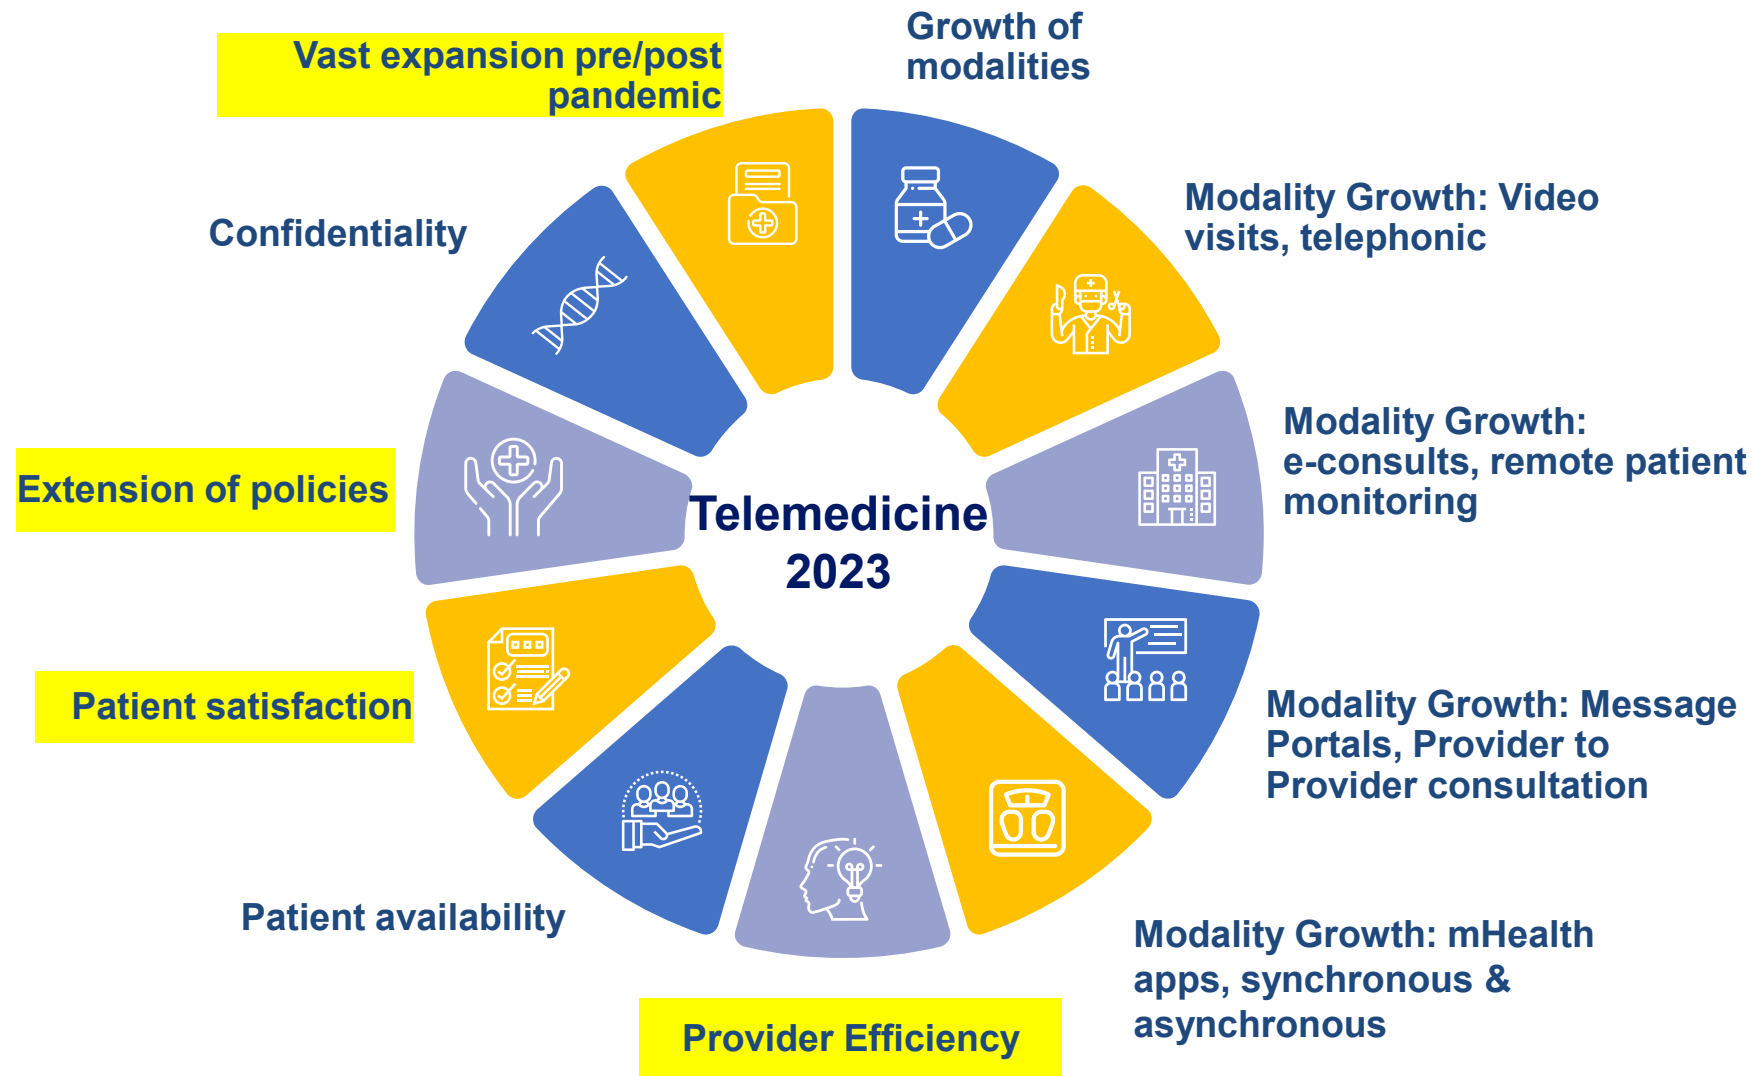 Growth of
modalities
Vast expansion pre/post
pandemic
Modality Growth: Video
visits, telephonic
Confidentiality
Modality Growth:
e-consults, remote patient
monitoring
Extension of policies
Telemedicine
2023
Patient satisfaction
Modality Growth: Message
Portals, Provider to
Provider consultation
Patient availability
Modality Growth: mHealth
apps, synchronous &
asynchronous
Provider Efficiency